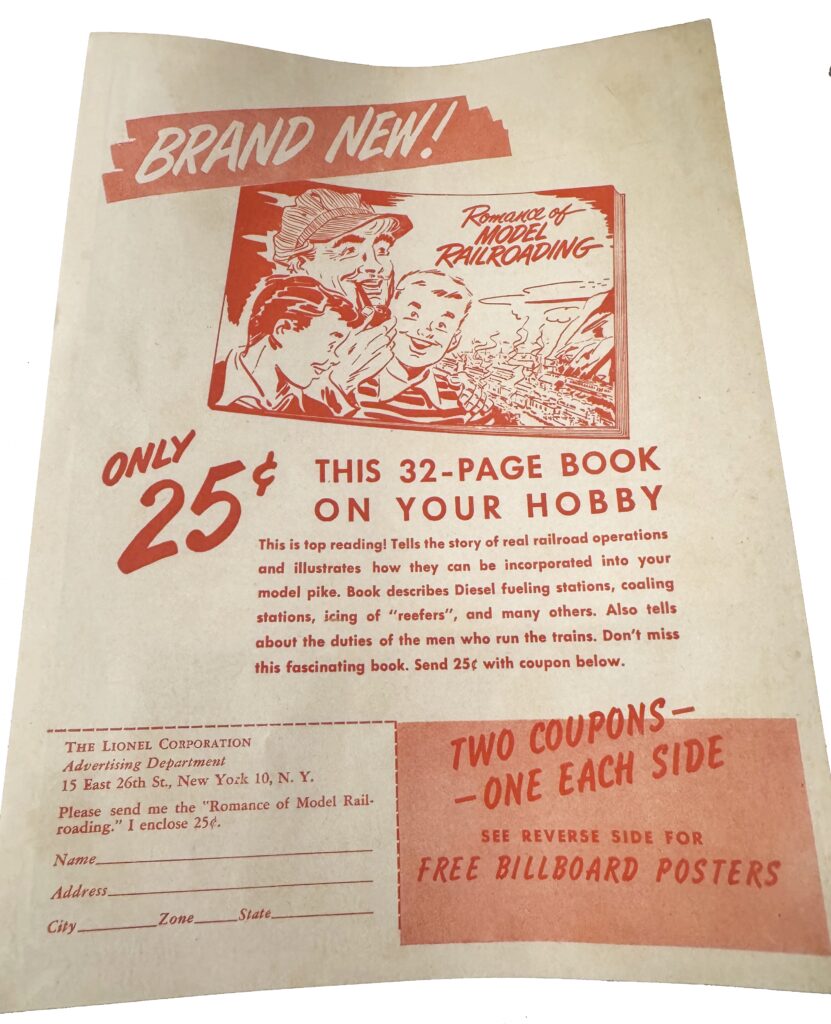 BRAND NEW!
Romance of
MODEL
RAILROADING
ONLY
25¢
THIS 32-PAGE BOOK
ON YOUR HOBBY
This is top reading! Tells the story of real railroad operations
and illustrates how they can be incorporated into your
model pike. Book describes Diesel fueling stations, coaling
stations, icing of "reefers", and many others. Also tells
about the duties of the men who run the trains. Don't miss
this fascinating book. Send 25¢ with coupon below.
THE LIONEL CORPORATION
Advertising Department
15 East 26th St., New York 10, N. Y.
Please send me the "Romance of Model Rail-
roading." I enclose 25¢.
Name
Address
City Zone State
TWO COUPONS—
—ONE EACH SIDE
SEE REVERSE SIDE FOR
FREE BILLBOARD POSTERS